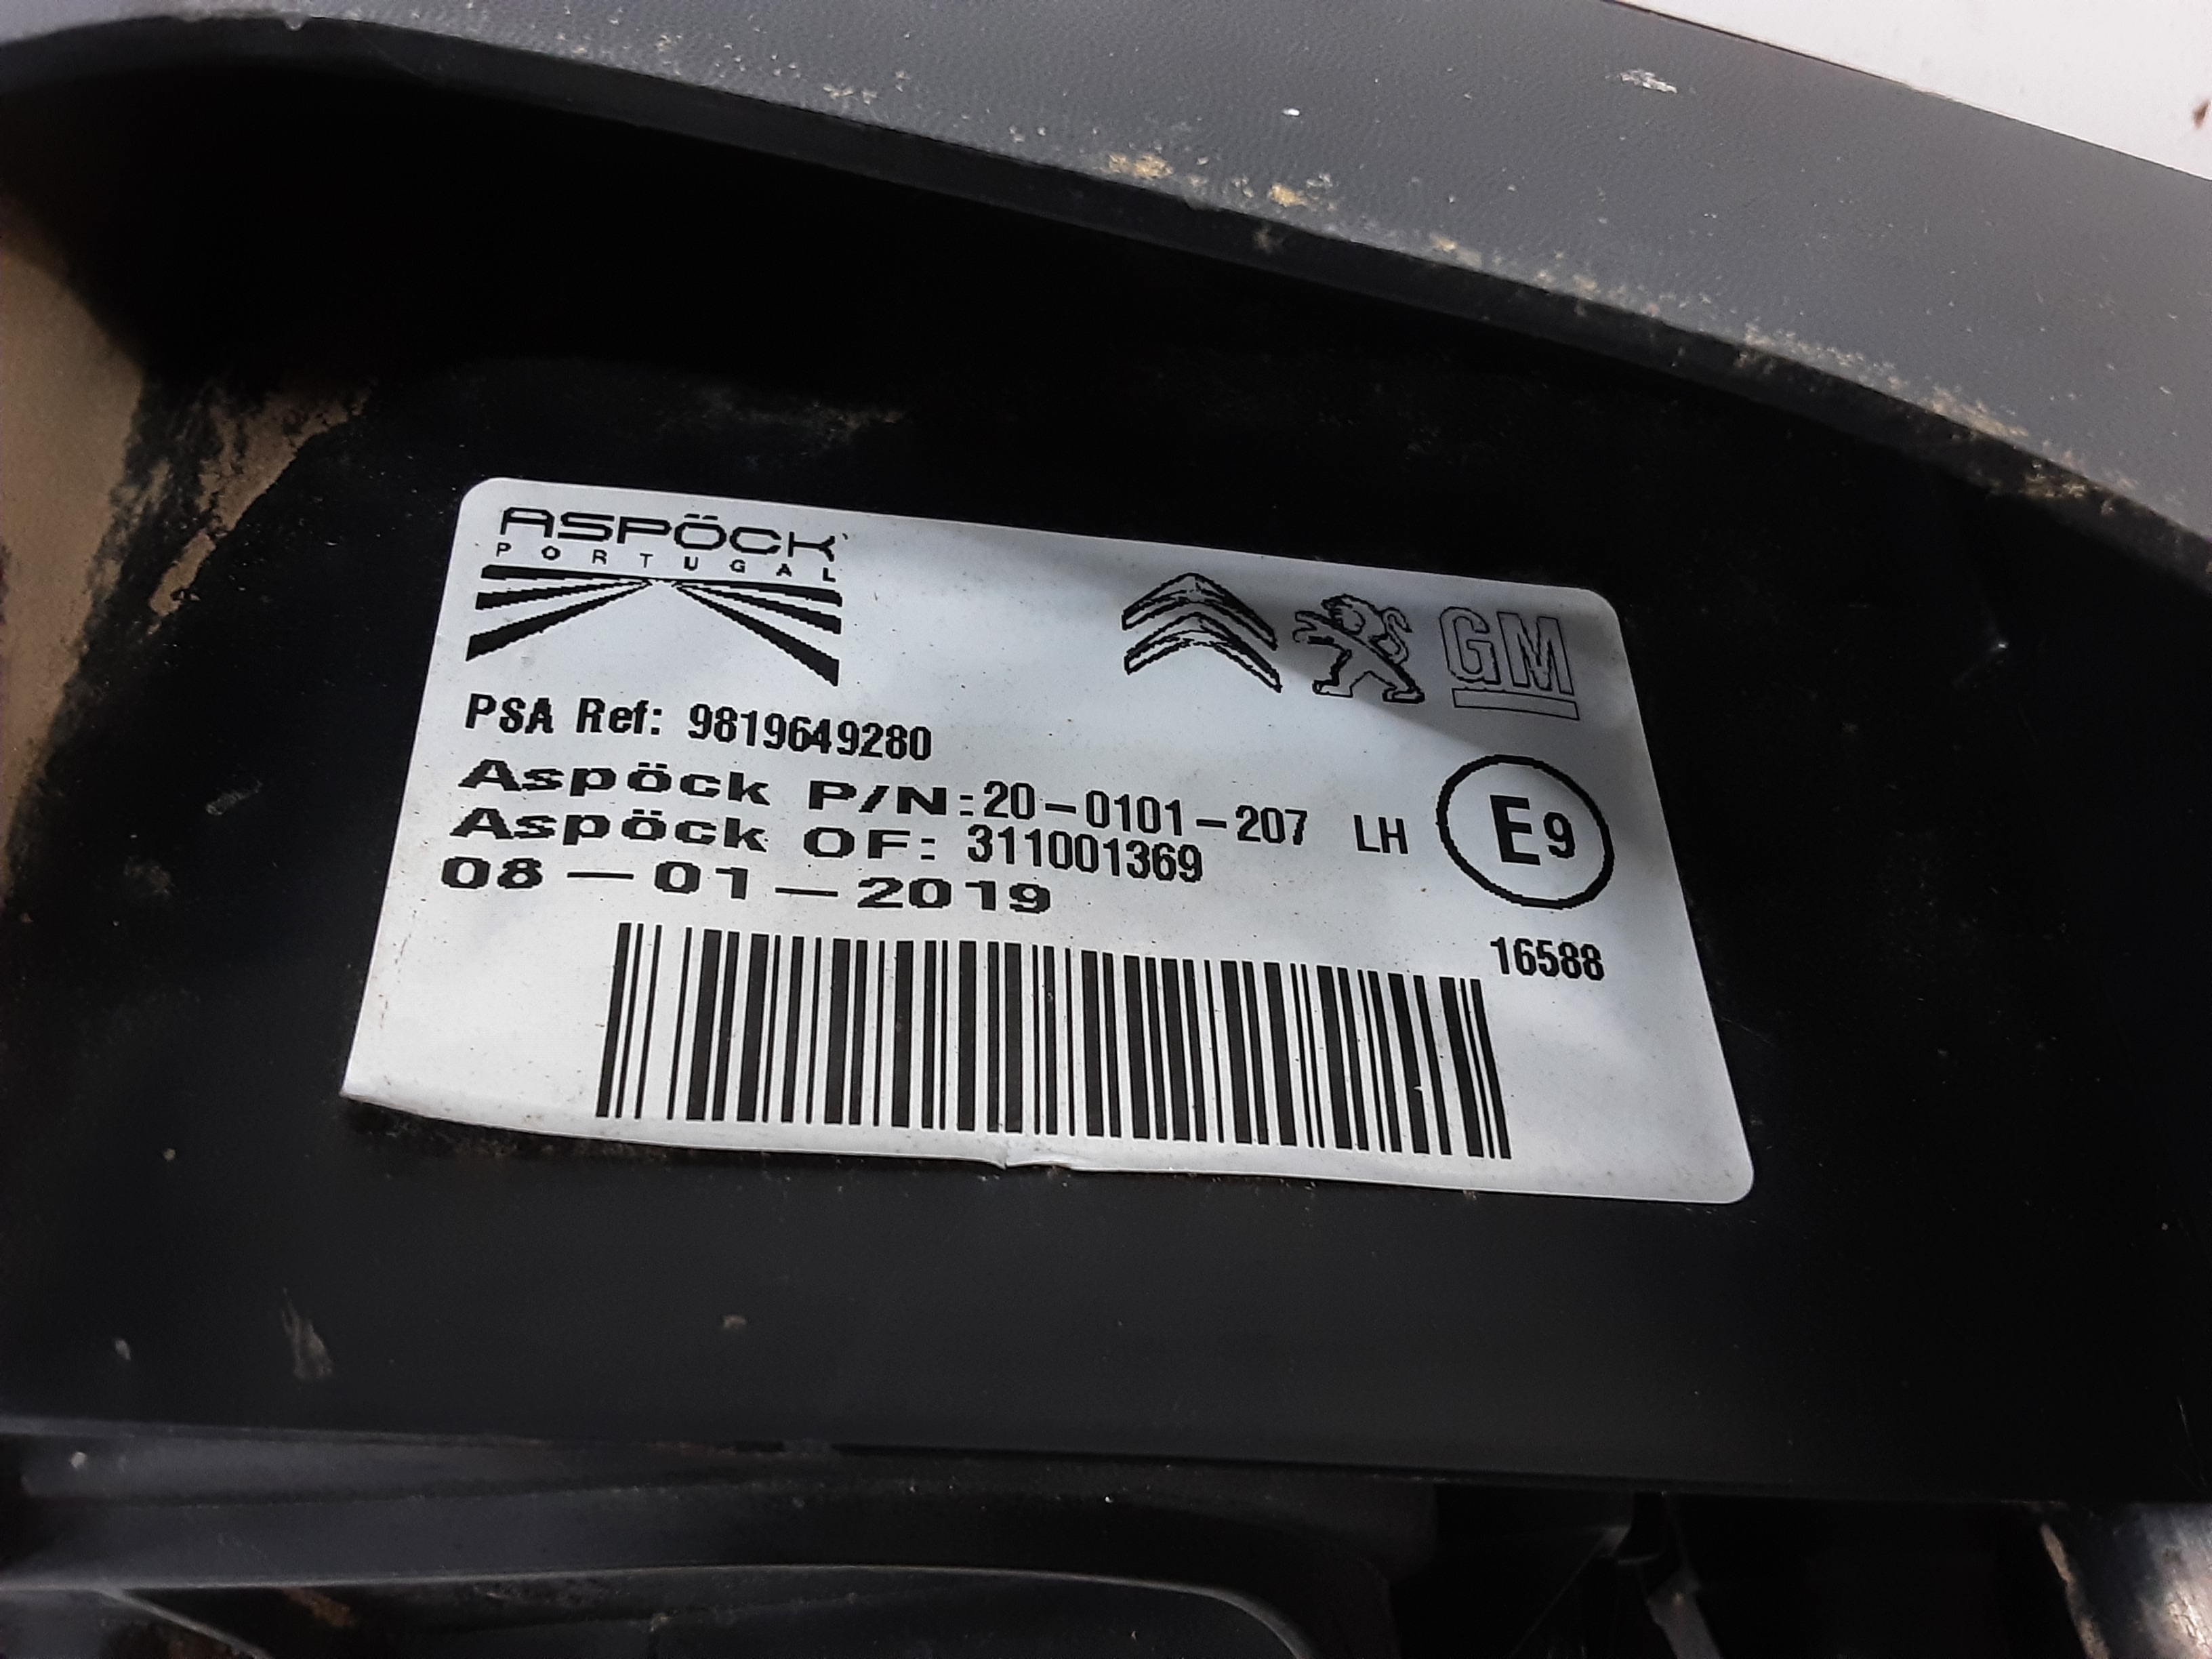 ASPÖCK
PORTUGAL
GM
PSA Ref: 9819649280
Aspöck P/N:20-0101-207 LH
E9
Aspöck OF: 311001369
08-01-2019
16588